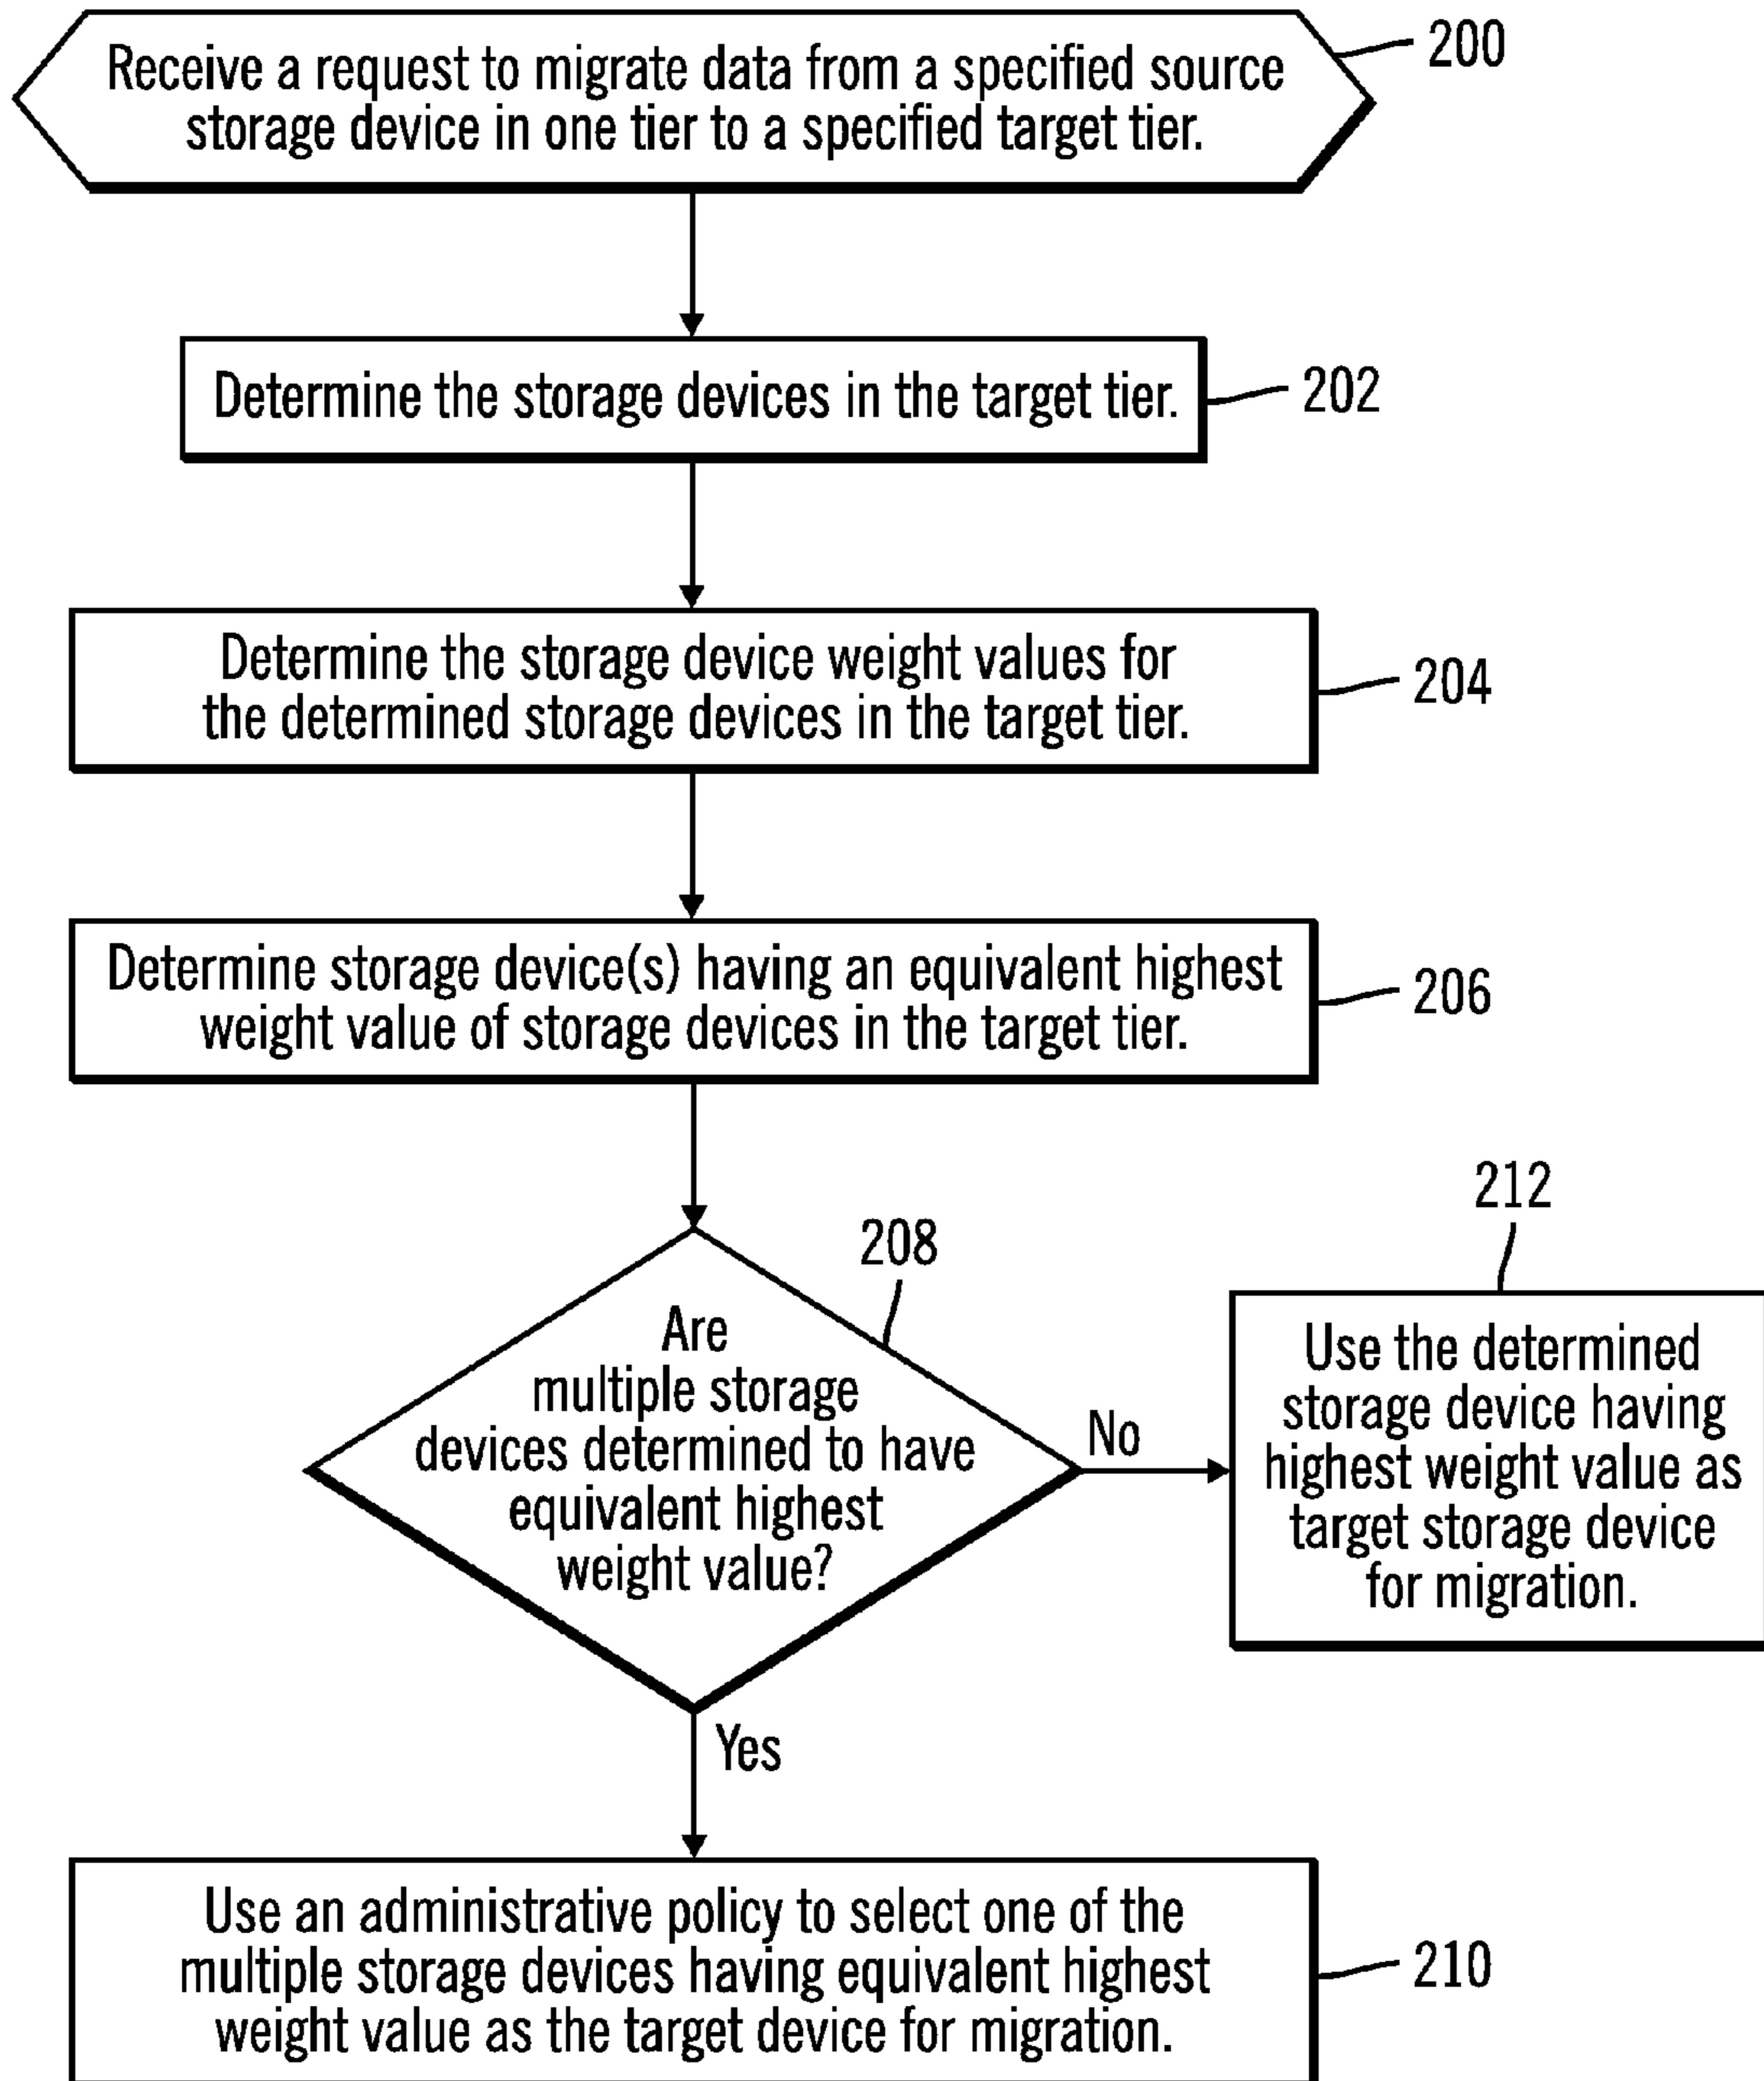 Receive a request to migrate data from a specified source
storage device in one tier to a specified target tier.
200
Determine the storage devices in the target tier.
202
Determine the storage device weight values for
the determined storage devices in the target tier.
204
Determine storage device(s) having an equivalent highest
weight value of storage devices in the target tier.
206
208
Are
multiple storage
devices determined to have
equivalent highest
weight value?
No
212
Use the determined
storage device having
highest weight value as
target storage device
for migration.
Yes
Use an administrative policy to select one of the
multiple storage devices having equivalent highest
weight value as the target device for migration.
210